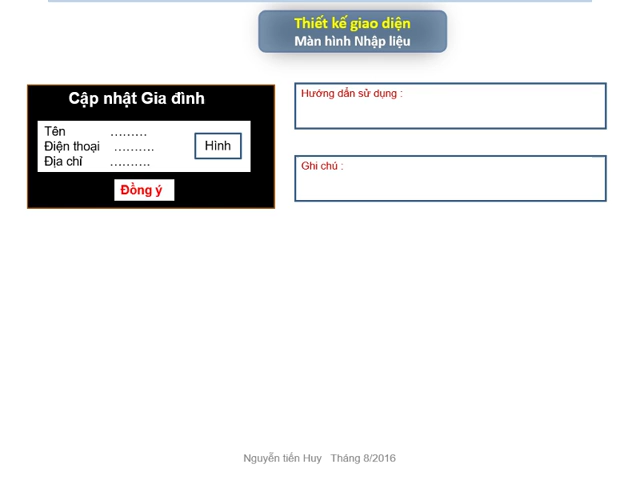 Thiết kế giao diện
Màn hình Nhập liệu
Cập nhật Gia đình
Tên ………
Điện thoại ……….
Địa chỉ ……….
Hình
Đồng ý
Hướng dẩn sử dụng :
Ghi chú :
Nguyễn tiến Huy Tháng 8/2016